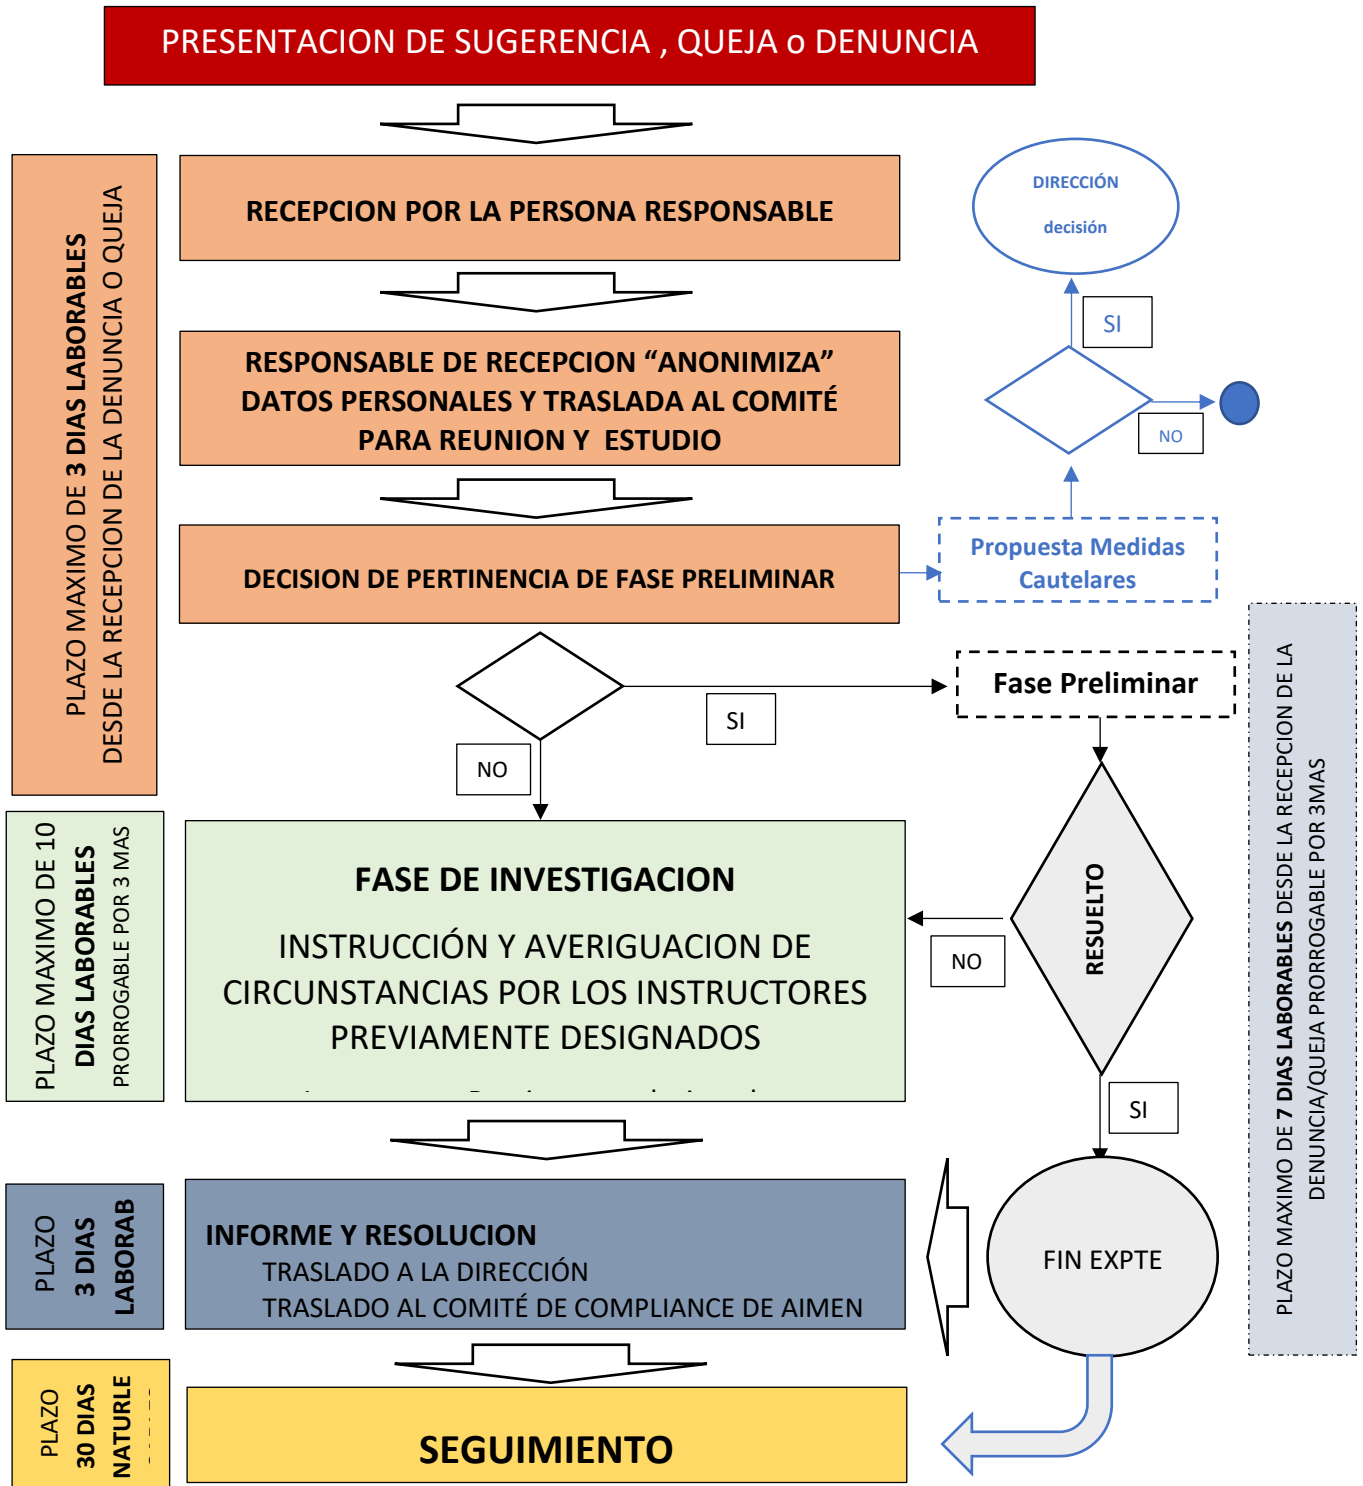 PRESENTACION DE SUGERENCIA , QUEJA o DENUNCIA
PLAZO MAXIMO DE 3 DIAS LABORABLES
DESDE LA RECEPCION DE LA DENUNCIA O QUEJA
RECEPCION POR LA PERSONA RESPONSABLE
DIRECCIÓN
decisión
SI
NO
RESPONSABLE DE RECEPCION “ANONIMIZA”
DATOS PERSONALES Y TRASLADA AL COMITÉ
PARA REUNION Y ESTUDIO
DECISION DE PERTINENCIA DE FASE PRELIMINAR
Propuesta Medidas
Cautelares
SI
NO
Fase Preliminar
PLAZO MAXIMO DE 7 DIAS LABORABLES DESDE LA RECEPCION DE LA
DENUNCIA/QUEJA PRORROGABLE POR 3MAS
PLAZO MAXIMO DE 10
DIAS LABORABLES
PRORROGABLE POR 3 MAS
FASE DE INVESTIGACION
INSTRUCCIÓN Y AVERIGUACION DE
CIRCUNSTANCIAS POR LOS INSTRUCTORES
PREVIAMENTE DESIGNADOS
RESUELTO
NO
SI
PLAZO
3 DIAS
LABORAB
INFORME Y RESOLUCION
TRASLADO A LA DIRECCIÓN
TRASLADO AL COMITÉ DE COMPLIANCE DE AIMEN
FIN EXPTE
PLAZO
30 DIAS
NATURLE
SEGUIMIENTO